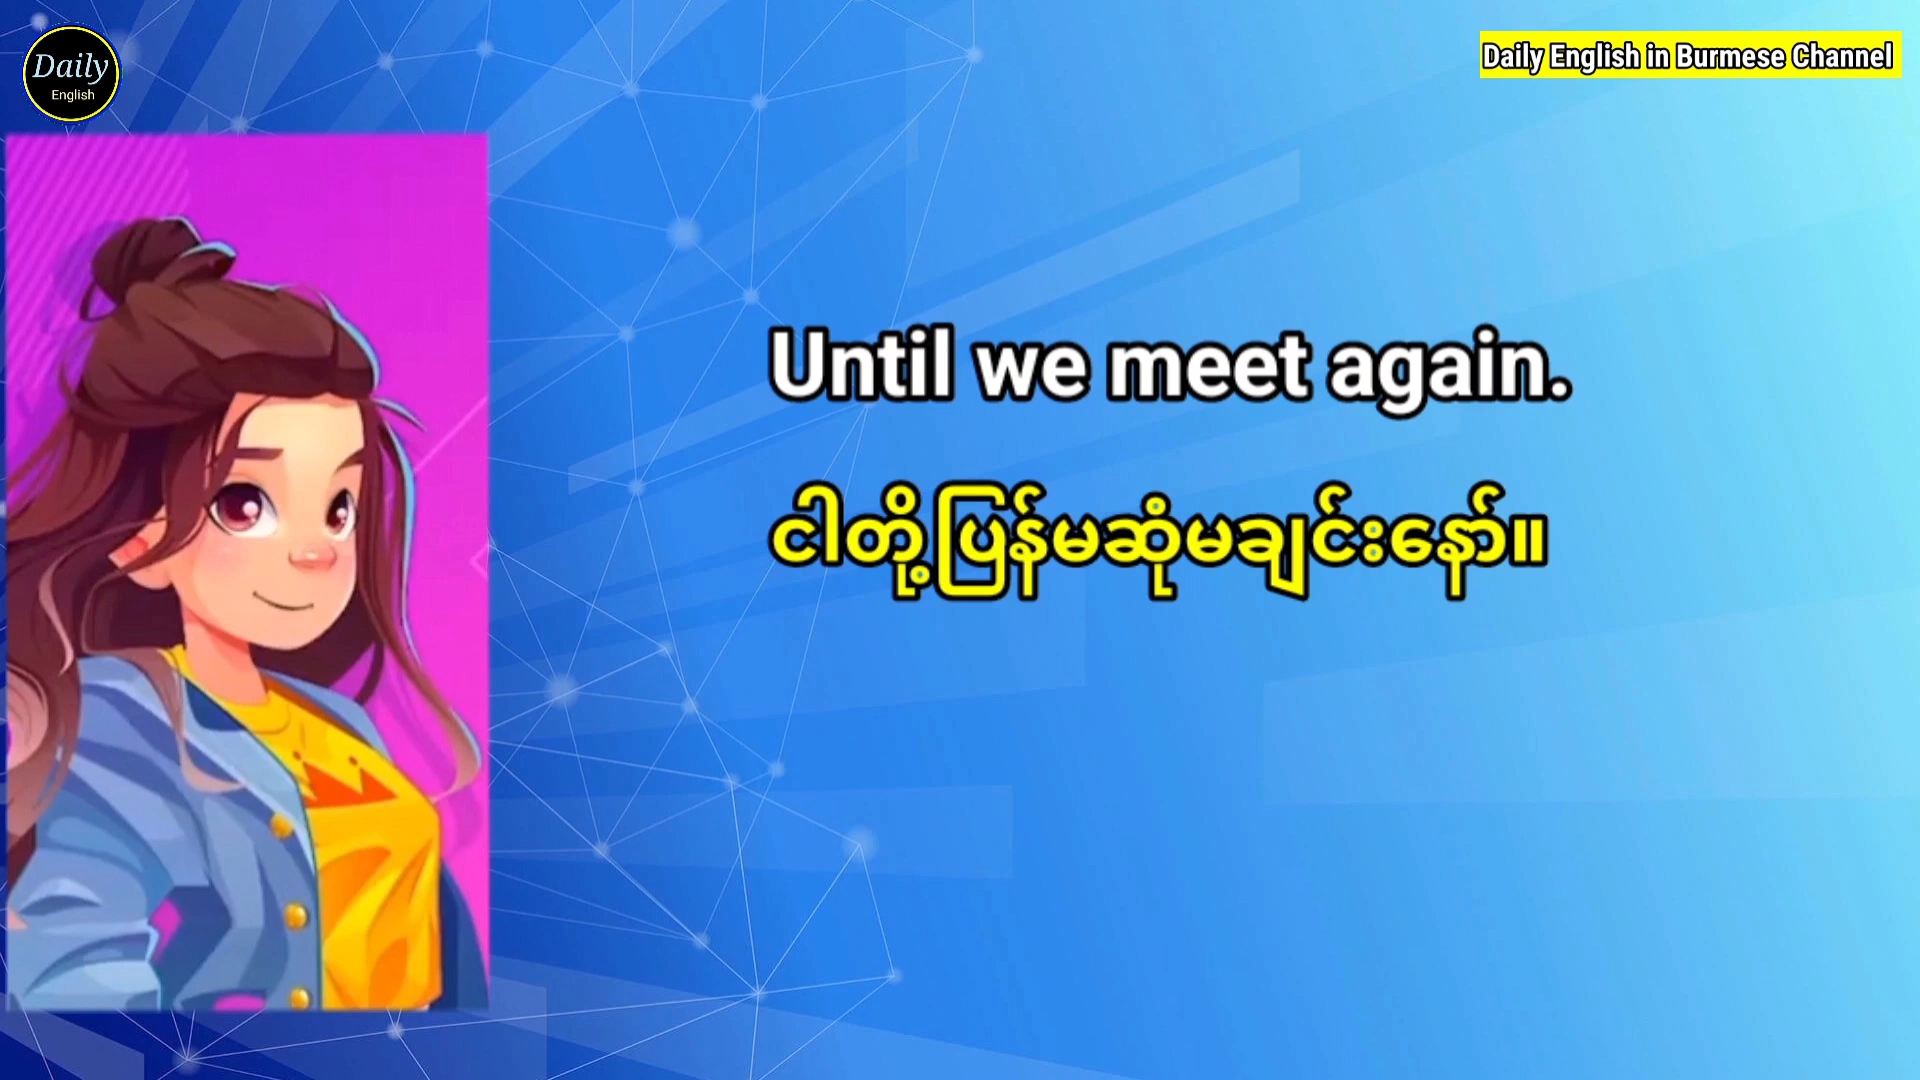 Daily
English
Daily English in Burmese Channel
Until we meet again.
ငါတို့ပြန်မဆုံမချင်းနော်။